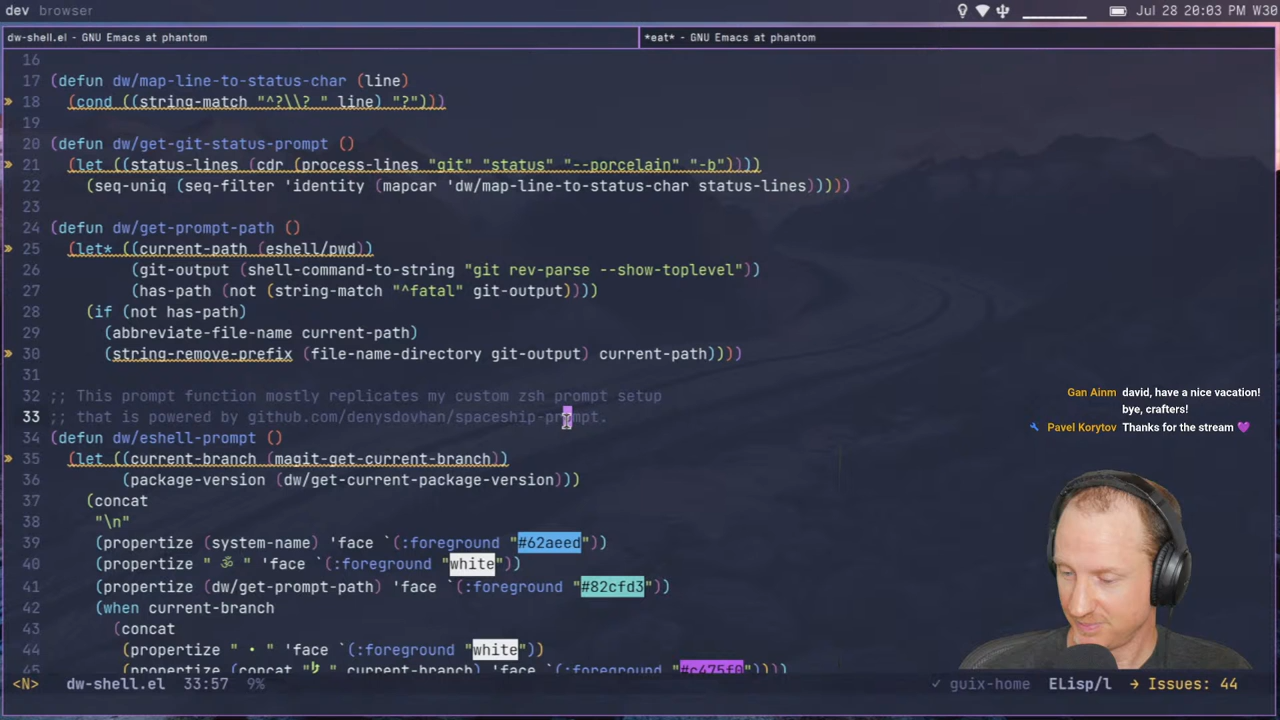 dev browser
Jul 28 20:03 W30
dw-shell.el - GNU Emacs at phantom
*eat* - GNU Emacs at phantom
16
17 (defun dw/map-line-to-status-char (line)
18 (cond ((string-match "^?\\? " line) "?")))
19
20 (defun dw/get-git-status-prompt ()
21 (let ((status-lines (cdr (process-lines "git" "status" "--porcelain" "-b"))))
22 (seq-uniq (seq-filter 'identity (mapcar 'dw/map-line-to-status-char status-lines)))))
23
24 (defun dw/get-prompt-path ()
25 (let* ((current-path (eshell/pwd))
26 (git-output (shell-command-to-string "git rev-parse --show-toplevel"))
27 (has-path (not (string-match "^fatal" git-output))))
28 (if (not has-path)
29 (abbreviate-file-name current-path)
30 (string-remove-prefix (file-name-directory git-output) current-path))))
31
32 ;; This prompt function mostly replicates my custom zsh prompt setup
33 ;; that is powered by github.com/denysdovhan/spaceship-prompt.
34 (defun dw/eshell-prompt ()
35 (let ((current-branch (magit-get-current-branch))
36 (package-version (dw/get-current-package-version)))
37 (concat
38 "\n"
39 (propertize (system-name) 'face `(:foreground "#62aeed"))
40 (propertize " ॐ " 'face `(:foreground "white"))
41 (propertize (dw/get-prompt-path) 'face `(:foreground "#82cfd3"))
42 (when current-branch
43 (concat
44 (propertize " • " 'face `(:foreground "white"))
45 (propertize (concat " " current-branch) 'face `(:foreground "#c475f0"))))
Gan Ainm david, have a nice vacation!
bye, crafters!
Pavel Korytov Thanks for the stream 💜
<N> dw-shell.el 33:57 9% ✓ guix-home ELisp/l → Issues: 44